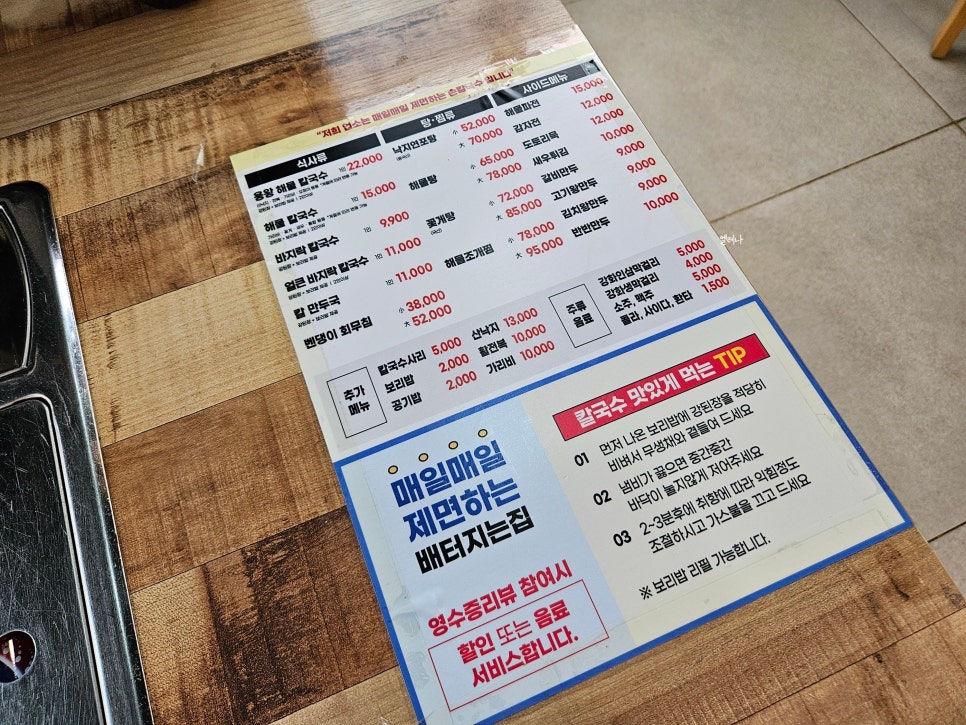 "저희 업소는 매일매일 제면하는 손칼국수 입니다"
식사류
용왕 해물 칼국수 1인 22,000
해물 칼국수 1인 15,000
바지락 칼국수 1인 9,900
얼큰 바지락 칼국수 1인 11,000
칼 만두국 11,000
벤댕이 회무침 小 38,000
大 52,000
탕·찜류
낙지연포탕 小 52,000
大 70,000
해물탕 小 65,000
大 78,000
꽃게탕 小 72,000
大 85,000
해물조개찜 小 78,000
大 95,000
사이드메뉴
해물파전 15,000
감자전 12,000
도토리묵 12,000
새우튀김 10,000
갈비만두 9,000
고기왕만두 9,000
김치왕만두 9,000
반반만두 10,000
추가
메뉴
칼국수사리 5,000
보리밥 2,000
공기밥 2,000
산낙지 13,000
활전복 10,000
가리비 10,000
주류
음료
강화인삼막걸리 5,000
강화생막걸리 4,000
소주, 맥주 5,000
콜라, 사이다, 환타 1,500
매일매일
제면하는
배터지는집
영수증리뷰 참여시
할인 또는 음료
서비스합니다.
칼국수 맛있게 먹는 TIP
01 먼저 나온 보리밥에 강된장을 적당히
비벼서 무생채와 곁들여 드세요
02 냄비가 끓으면 중간중간
바닥이 눌지않게 저어주세요
03 2-3분후에 취향에 따라 익힘정도
조절하시고 가스불을 끄고 드세요
※ 보리밥 리필 가능합니다.